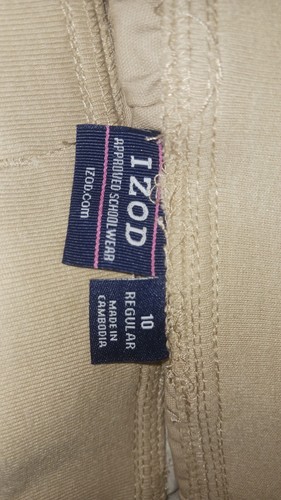 IZOD
APPROVED SCHOOLWEAR
IZOD.com
10
REGULAR
MADE IN
CAMBODIA